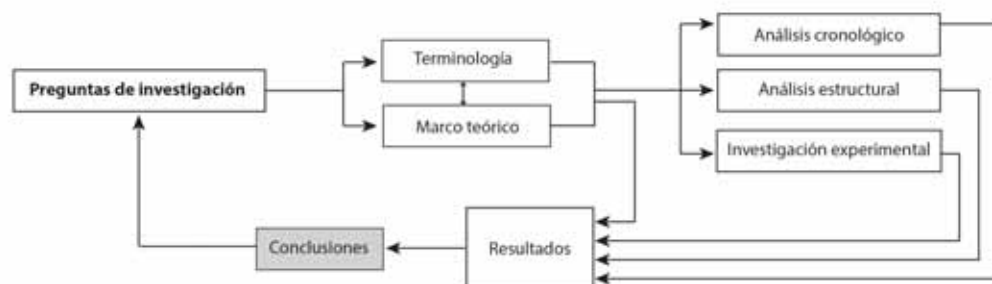 Preguntas de investigación
Terminología
Marco teórico
Análisis cronológico
Análisis estructural
Investigación experimental
Resultados
Conclusiones